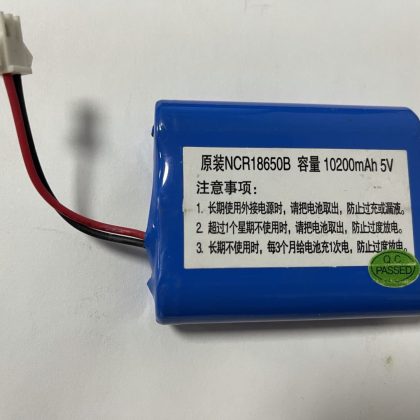 原装NCR18650B 容量 10200mAh 5V
注意事项：
1. 长期使用外接电源时，请把电池取出，防止过充或漏液。
2. 超过1个星期不使用时，请把电池取出，防止过度放电。
3. 长期不使用，每3个月给电池充1次电，防止过度放电。
Q.C.
PASSED